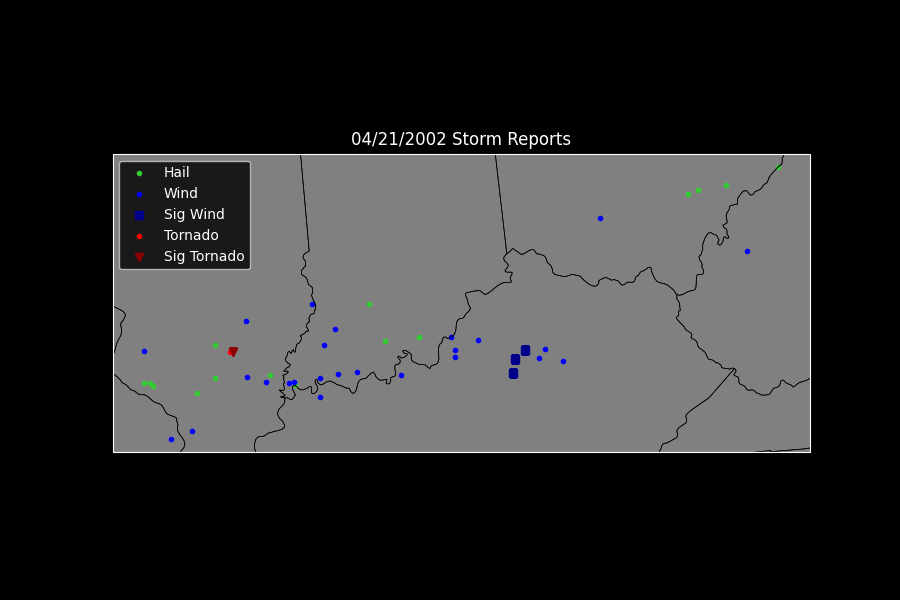 04/21/2002 Storm Reports
Hail
Wind
Sig Wind
Tornado
Sig Tornado